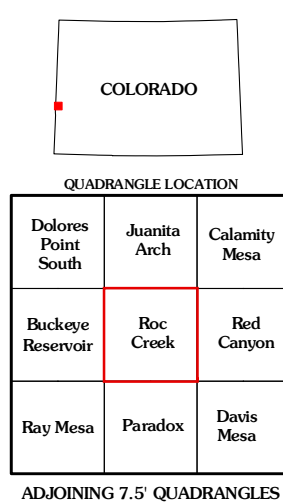 COLORADO
QUADRANGLE LOCATION
Dolores
Point
South
Juanita
Arch
Calamity
Mesa
Buckeye
Reservoir
Roc
Creek
Red
Canyon
Ray Mesa
Paradox
Davis
Mesa
ADJOINING 7.5' QUADRANGLES